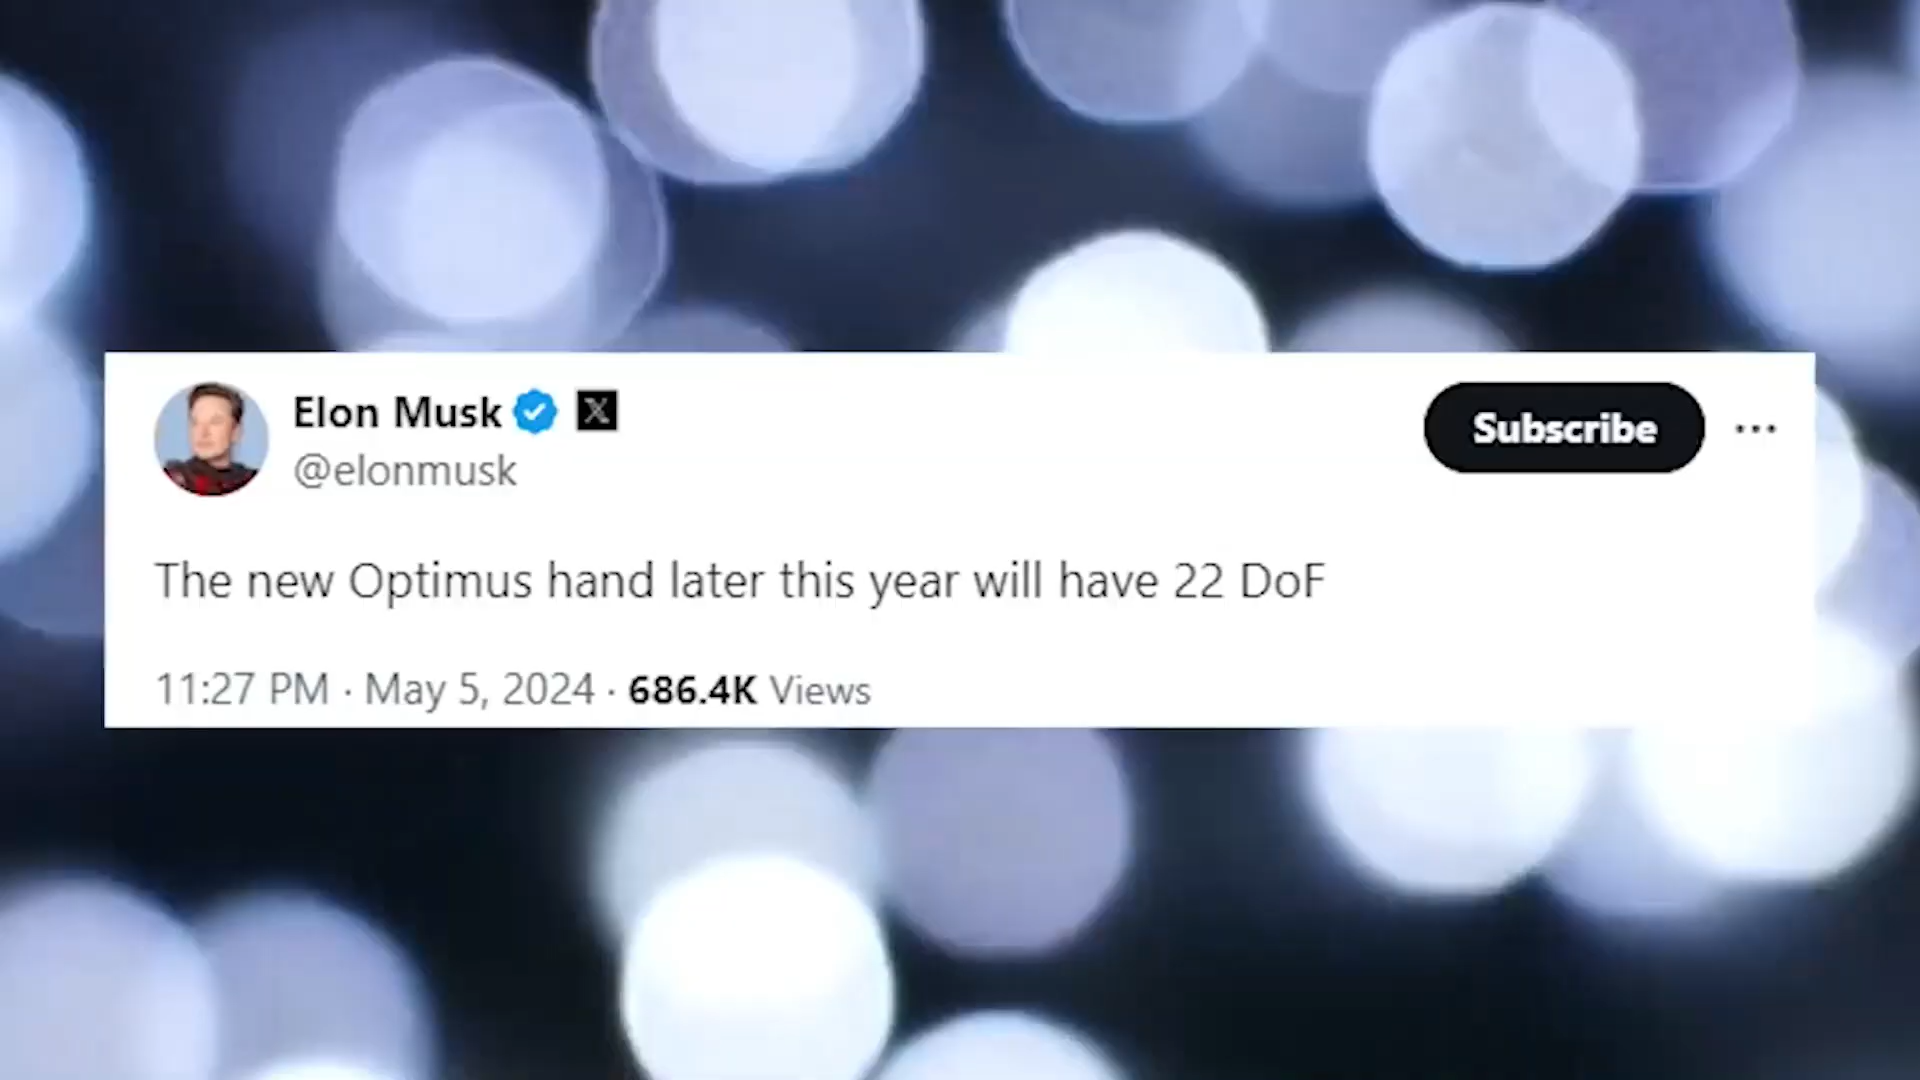 Elon Musk
@elonmusk
Subscribe
The new Optimus hand later this year will have 22 DoF
11:27 PM · May 5, 2024 · 686.4K Views